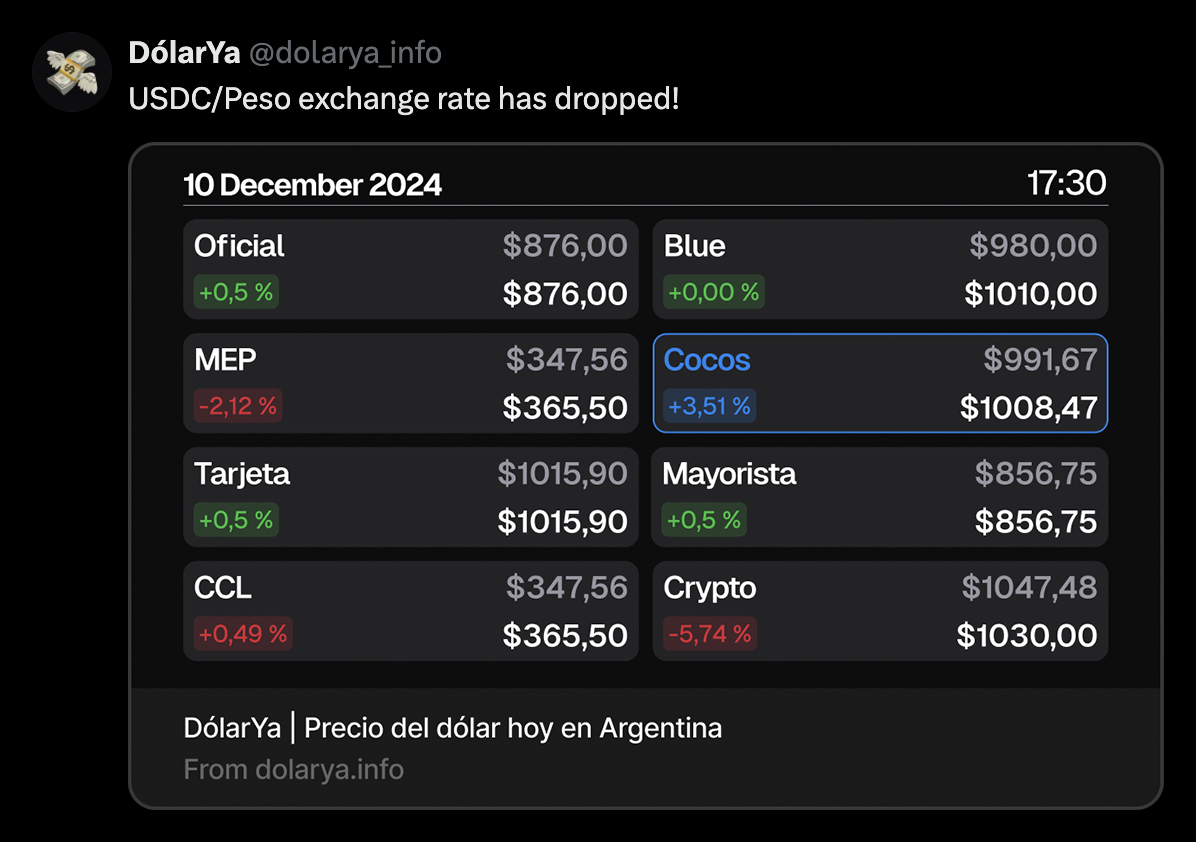 DólarYa @dolarya_info
USDC/Peso exchange rate has dropped!
10 December 2024 17:30
Oficial $876,00
+0,5 % $876,00
Blue $980,00
+0,00 % $1010,00
MEP $347,56
-2,12 % $365,50
Cocos $991,67
+3,51 % $1008,47
Tarjeta $1015,90
+0,5 % $1015,90
Mayorista $856,75
+0,5 % $856,75
CCL $347,56
+0,49 % $365,50
Crypto $1047,48
-5,74 % $1030,00
DólarYa | Precio del dólar hoy en Argentina
From dolarya.info